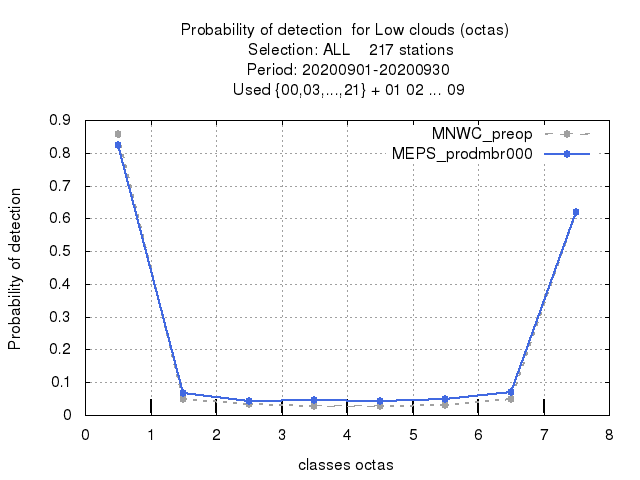 Probability of detection  for Low clouds (octas)
Selection: ALL    217 stations
Period: 20200901-20200930
Used {00,03,...,21} + 01 02 ... 09
MNWC_preop
MEPS_prodmbr000
Probability of detection
0.9
0.8
0.7
0.6
0.5
0.4
0.3
0.2
0.1
0
0 1 2 3 4 5 6 7 8
classes octas